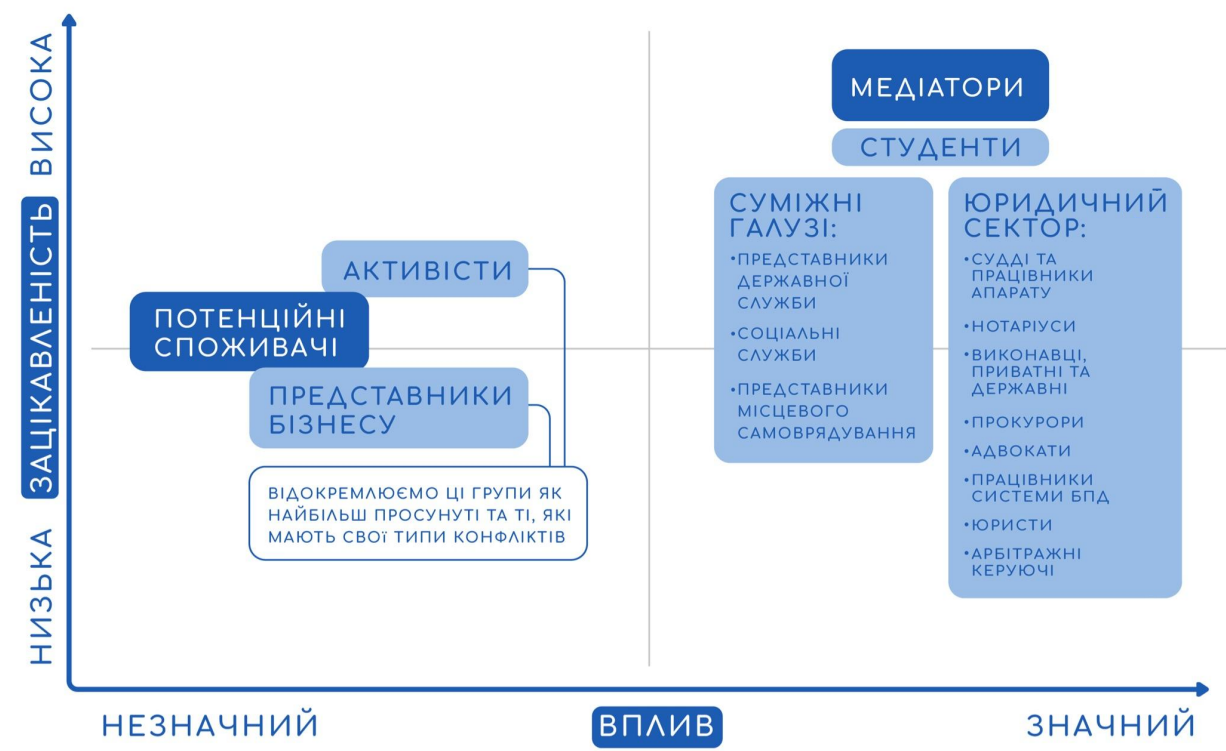 ВИСОКА
ЗАЦІКАВЛЕНІСТЬ
НИЗЬКА
МЕДІАТОРИ
СТУДЕНТИ
СУМІЖНІ
ГАЛУЗІ:
•ПРЕДСТАВНИКИ
ДЕРЖАВНОЇ
СЛУЖБИ
•СОЦІАЛЬНІ
СЛУЖБИ
•ПРЕДСТАВНИКИ
МІСЦЕВОГО
САМОВРЯДУВАННЯ
ЮРИДИЧНИЙ
СЕКТОР:
•СУДДІ ТА
ПРАЦІВНИКИ
АПАРАТУ
•НОТАРІУСИ
•ВИКОНАВЦІ,
ПРИВАТНІ ТА
ДЕРЖАВНІ
•ПРОКУРОРИ
•АДВОКАТИ
•ПРАЦІВНИКИ
СИСТЕМИ БПД
•ЮРИСТИ
•АРБІТРАЖНІ
КЕРУЮЧІ
АКТИВІСТИ
ПОТЕНЦІЙНІ
СПОЖИВАЧІ
ПРЕДСТАВНИКИ
БІЗНЕСУ
ВІДОКРЕМЛЮЄМО ЦІ ГРУПИ ЯК
НАЙБІЛЬШ ПРОСУНУТІ ТА ТІ, ЯКІ
МАЮТЬ СВОЇ ТИПИ КОНФЛІКТІВ
НЕЗНАЧНИЙ
ВПЛИВ
ЗНАЧНИЙ